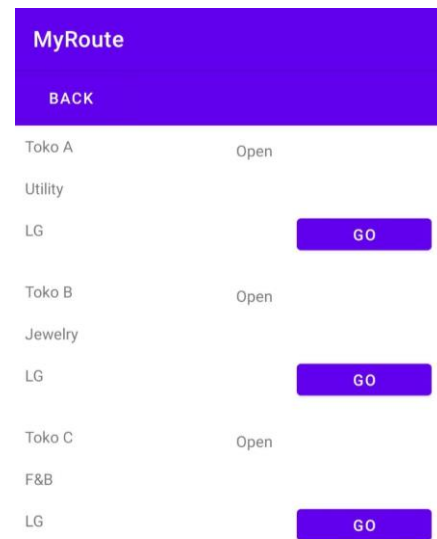 MyRoute
BACK
Toko A Open
Utility
LG GO
Toko B Open
Jewelry
LG GO
Toko C Open
F&B
LG GO